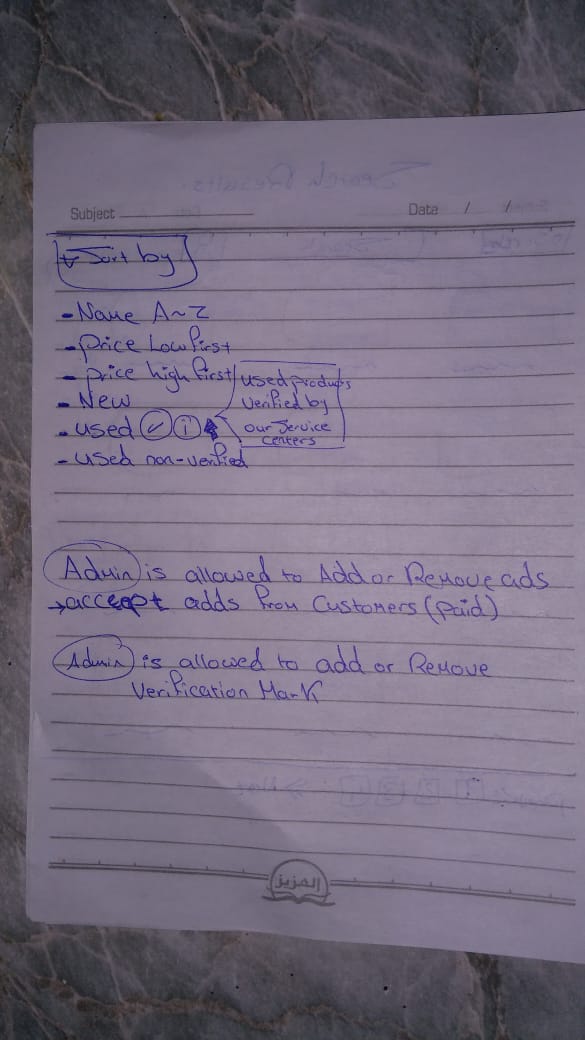 Subject
Data / /
↓ Sort by
- Name A~Z
- Price Low first
- price high first
- New
- used ✓ i
used products
verified by
our Service
centers
- used non-verified
Admin is allowed to Add or Remove ads
→ accept adds from Customers (paid)
Admin is allowed to add or Remove
Verification Mark
المزيز